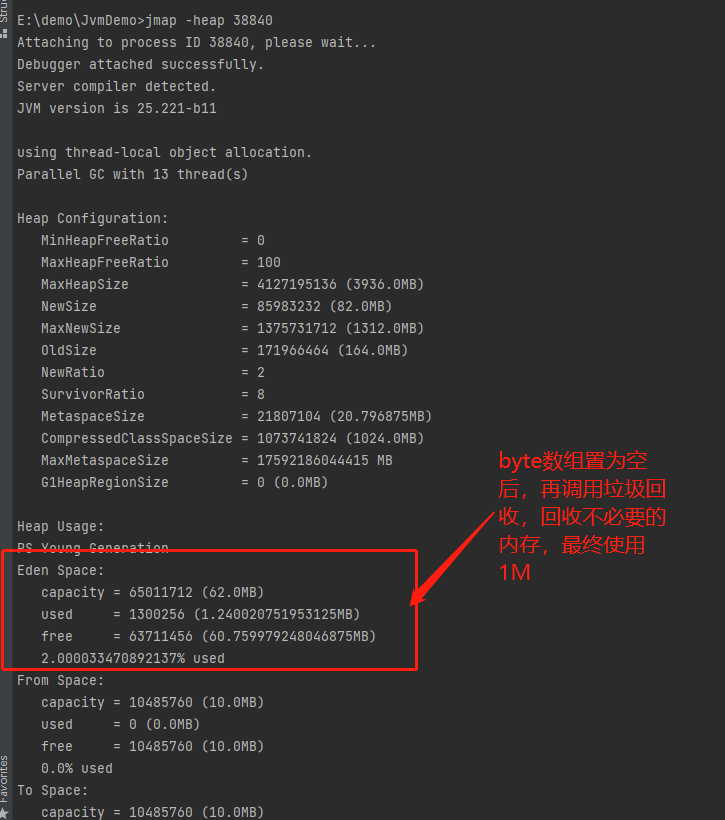 Struc
E:\demo\JvmDemo>jmap -heap 38840
Attaching to process ID 38840, please wait...
Debugger attached successfully.
Server compiler detected.
JVM version is 25.221-b11
using thread-local object allocation.
Parallel GC with 13 thread(s)
Heap Configuration:
MinHeapFreeRatio = 0
MaxHeapFreeRatio = 100
MaxHeapSize = 4127195136 (3936.0MB)
NewSize = 85983232 (82.0MB)
MaxNewSize = 1375731712 (1312.0MB)
OldSize = 171966464 (164.0MB)
NewRatio = 2
SurvivorRatio = 8
MetaspaceSize = 21807104 (20.796875MB)
CompressedClassSpaceSize = 1073741824 (1024.0MB)
MaxMetaspaceSize = 17592186044415 MB
G1HeapRegionSize = 0 (0.0MB)
byte数组置为空
后，再调用垃圾回
收，回收不必要的
内存，最终使用
1M
Heap Usage:
PS Young Generation
Eden Space:
capacity = 65011712 (62.0MB)
used = 1300256 (1.240020751953125MB)
free = 63711456 (60.759979248046875MB)
2.000033470892137% used
From Space:
capacity = 10485760 (10.0MB)
used = 0 (0.0MB)
free = 10485760 (10.0MB)
0.0% used
To Space:
capacity = 10485760 (10.0MB)
Favorites